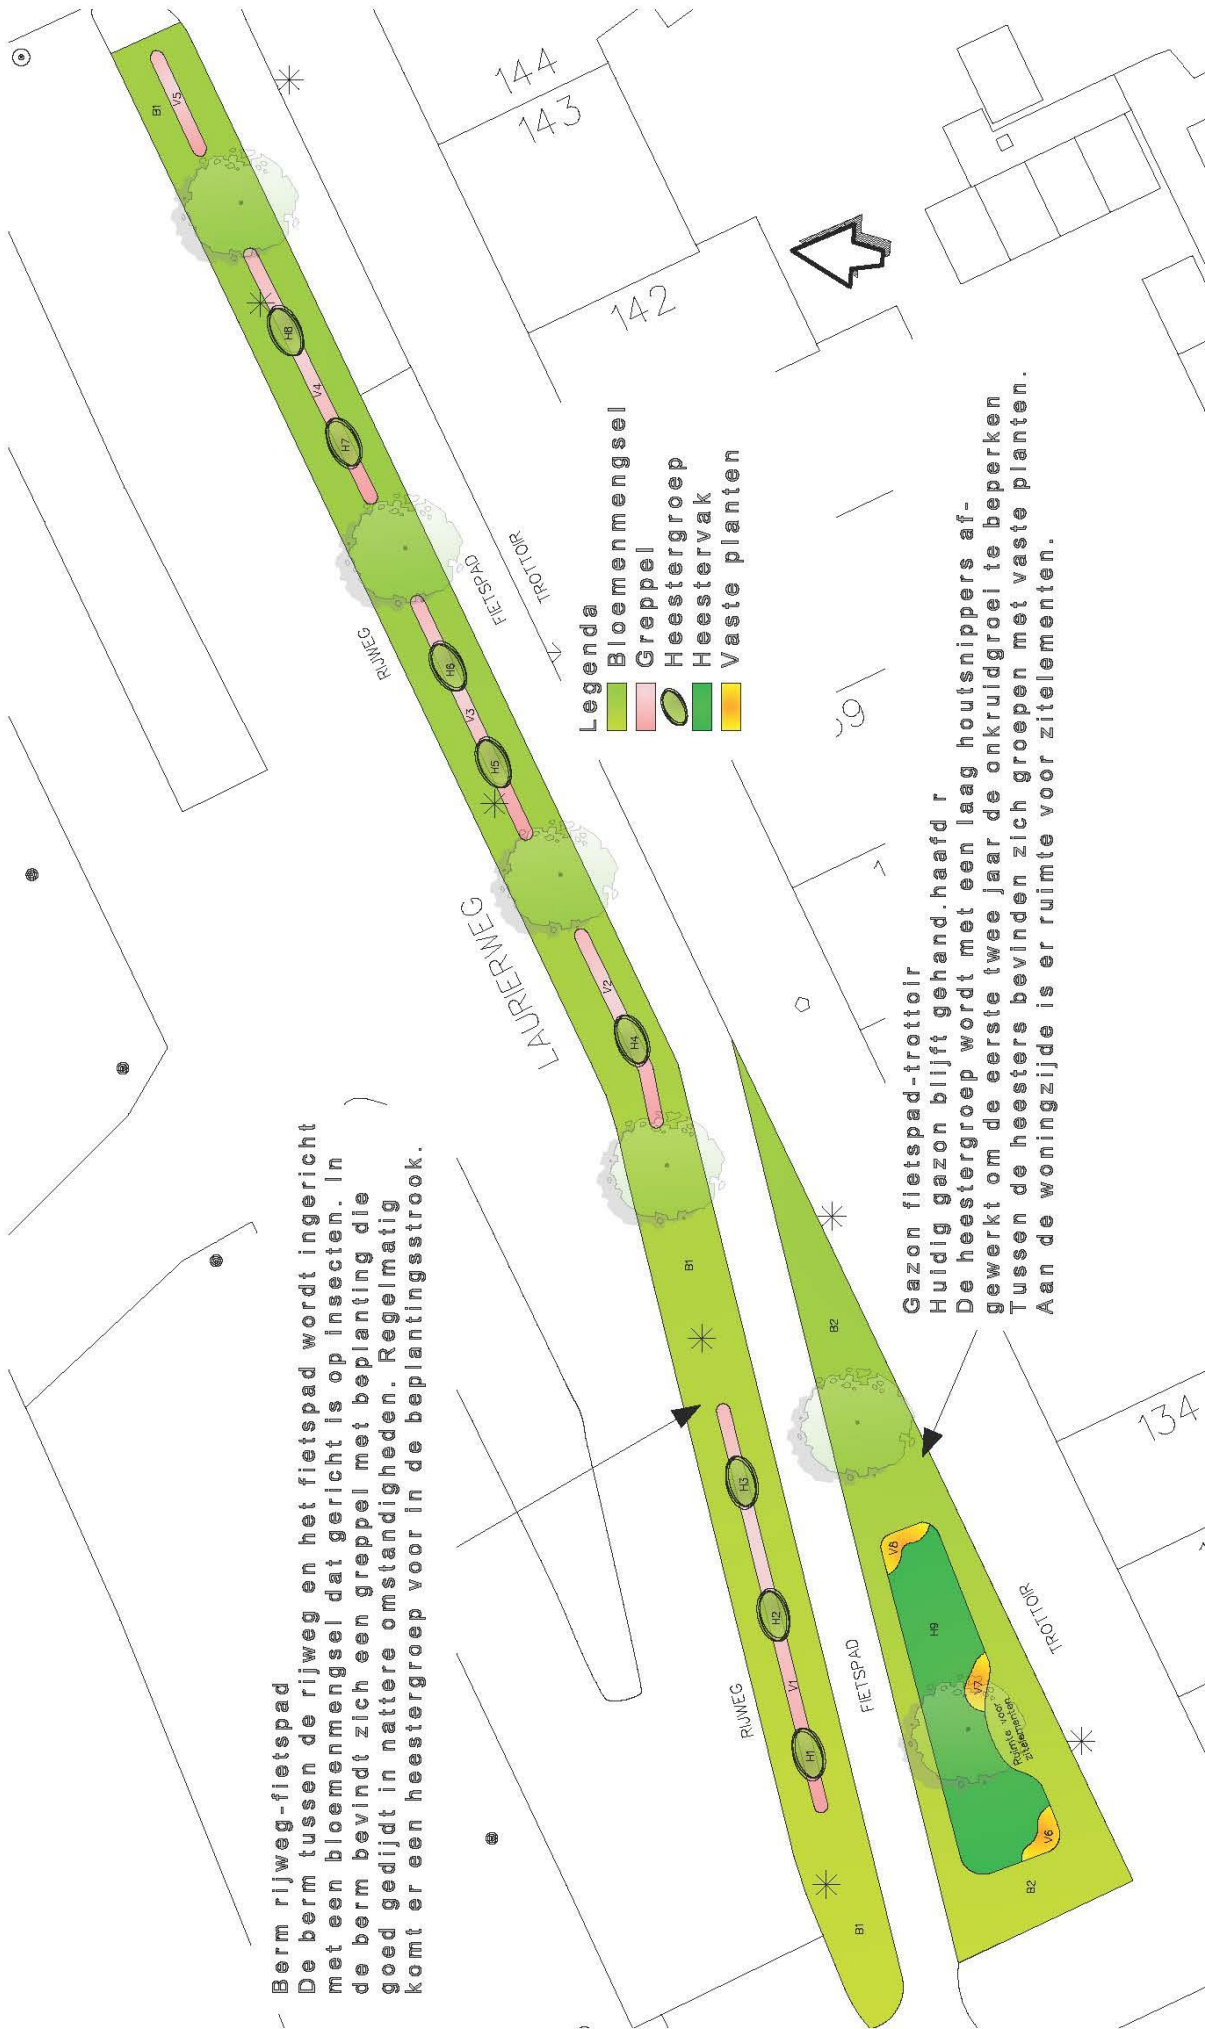 Berm rijweg-fietspad
De berm tussen de rijweg en het fietspad wordt ingericht
met een bloemenmengsel dat gericht is op insecten. In
de berm bevindt zich een greppel met beplanting die
goed gedijdt in nattere omstandigheden. Regelmatig
komt er een heestergroep voor in de beplantingsstrook.
LAURIERWEG
RIJWEG
FIETSPAD
TROTTOIR
RIJWEG
FIETSPAD
TROTTOIR
B1
H1
V1
H2
H3
B1
H4
V2
H5
V3
H6
H7
V4
H8
V5
B1
B2
V6
Ruimte voor
zitelementen.
V7
H9
V8
B2
Legenda
Bloemenmengsel
Greppel
Heestergroep
Heestervak
Vaste planten
Gazon fietspad-trottoir
Huidig gazon blijft gehand.haafd r
De heestergroep wordt met een laag houtsnippers af-
gewerkt om de eerste twee jaar de onkruidgroei te beperken
Tussen de heesters bevinden zich groepen met vaste planten.
Aan de woningzijde is er ruimte voor zitelementen.
134
142
143
144